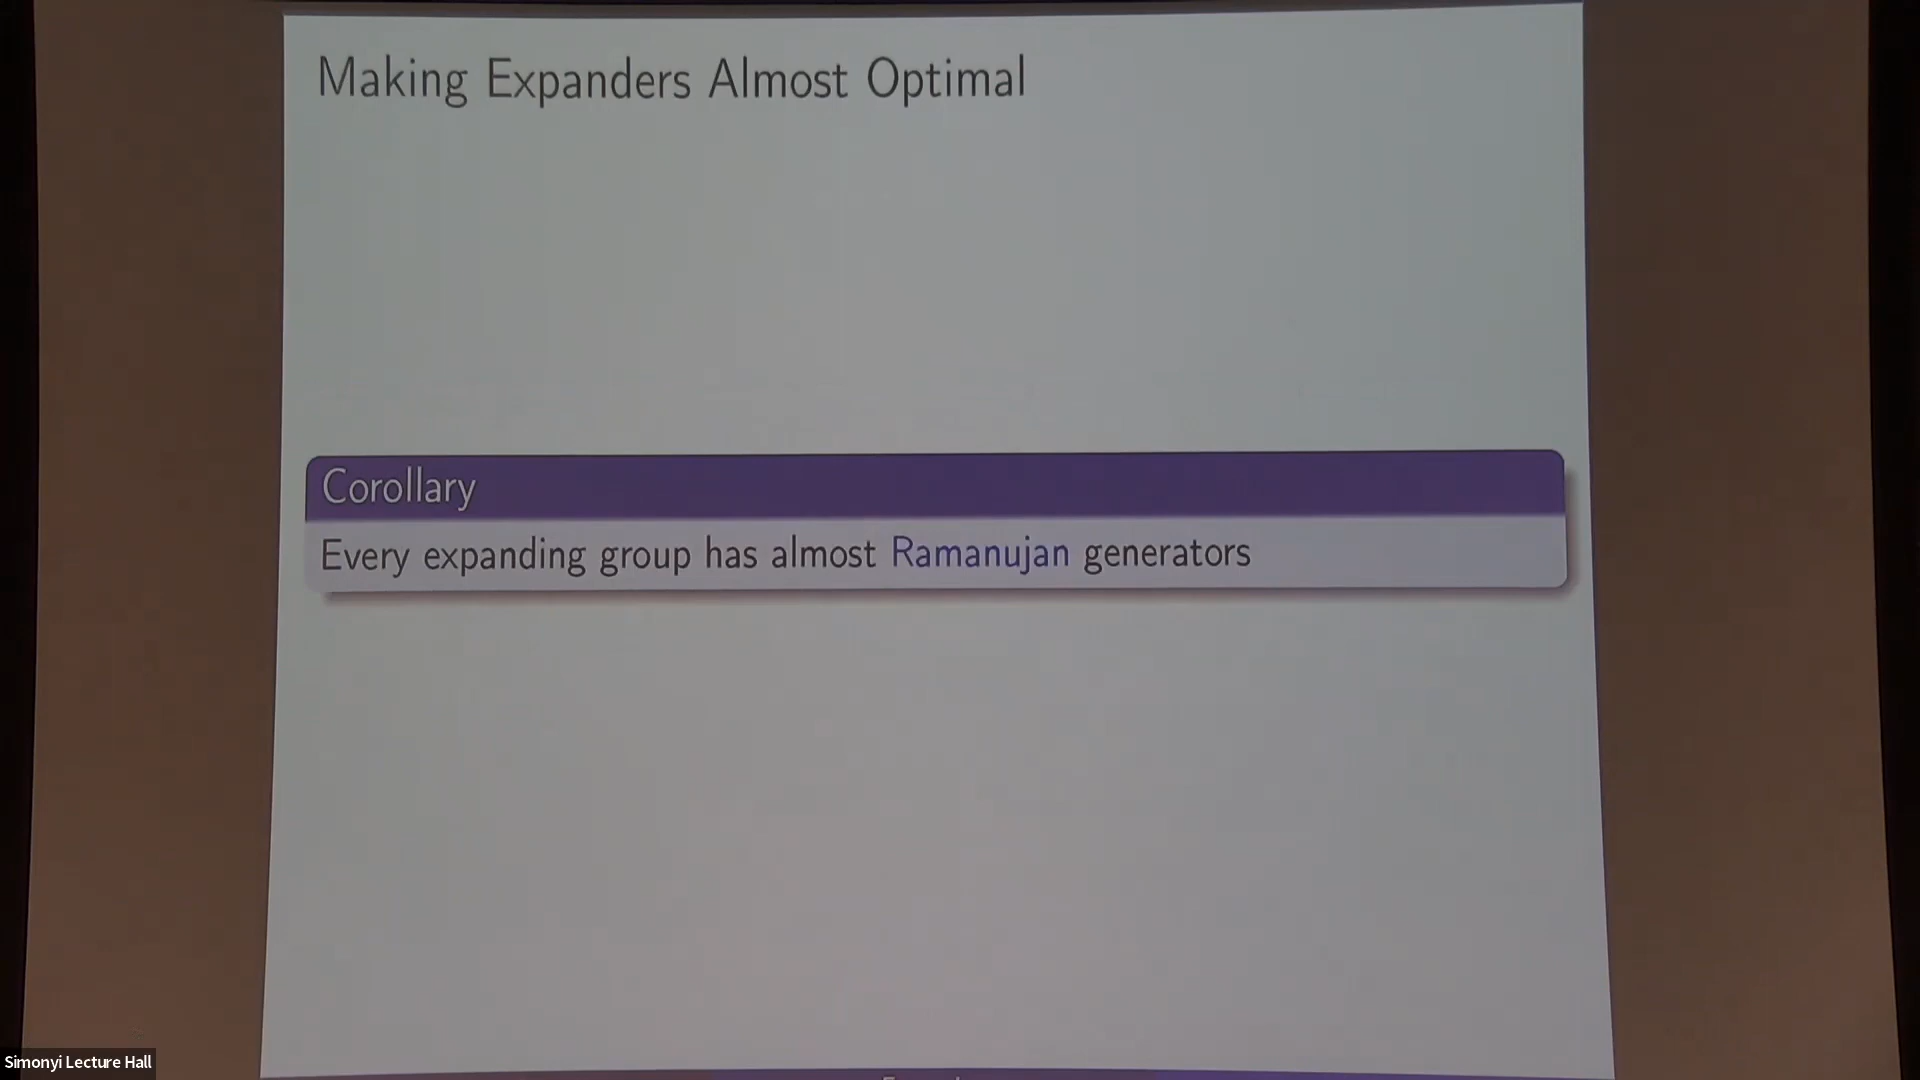 Making Expanders Almost Optimal
Corollary
Every expanding group has almost Ramanujan generators
Simonyi Lecture Hall